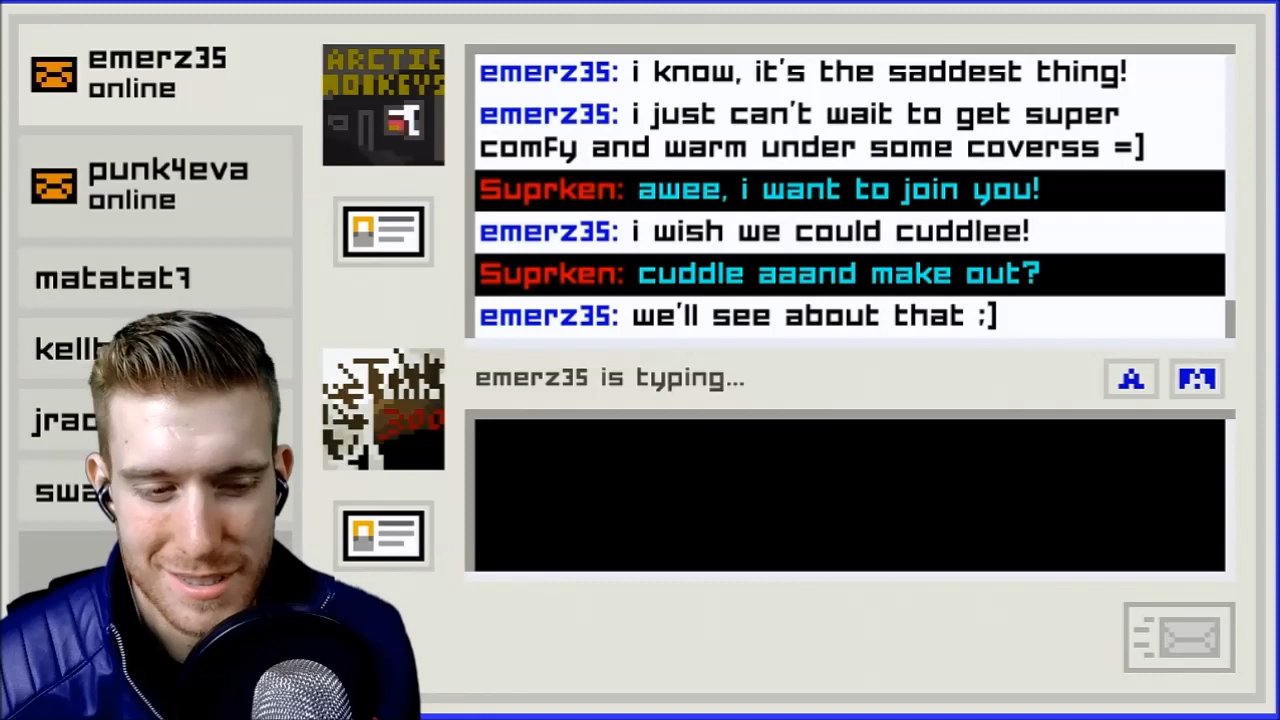 emerz35
online
punk4eva
online
matatat7
ARCTIC
MONKEYS
300
emerz35: i know, it's the saddest thing!
emerz35: i just can't wait to get super
comfy and warm under some coverss =]
Suprken: awee, i want to join you!
emerz35: i wish we could cuddlee!
Suprken: cuddle aaand make out?
emerz35: we'll see about that ;]
emerz35 is typing...
A